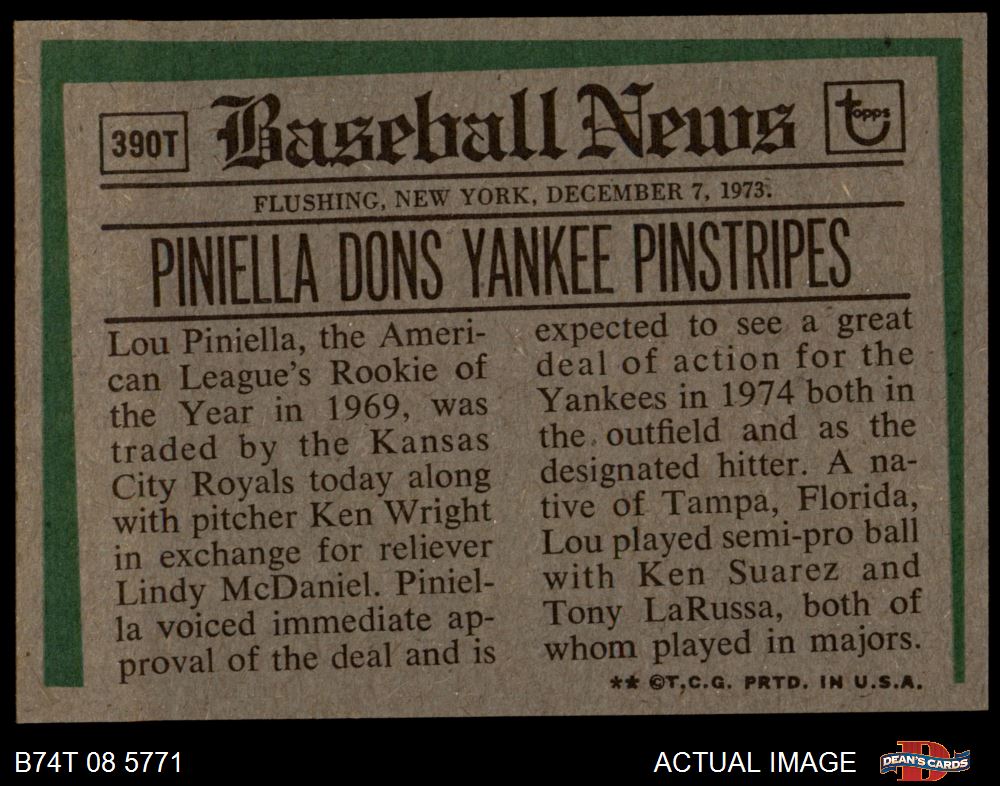 390T
Baseball News
topps
FLUSHING, NEW YORK, DECEMBER 7, 1973.
PINIELLA DONS YANKEE PINSTRIPES
Lou Piniella, the Ameri-
can League's Rookie of
the Year in 1969, was
traded by the Kansas
City Royals today along
with pitcher Ken Wright
in exchange for reliever
Lindy McDaniel. Piniel-
la voiced immediate ap-
proval of the deal and is
expected to see a great
deal of action for the
Yankees in 1974 both in
the outfield and as the
designated hitter. A na-
tive of Tampa, Florida,
Lou played semi-pro ball
with Ken Suarez and
Tony LaRussa, both of
whom played in majors.
** ©T.C.G. PRTD. IN U.S.A.
B74T 08 5771
ACTUAL IMAGE
DEAN'S CARDS